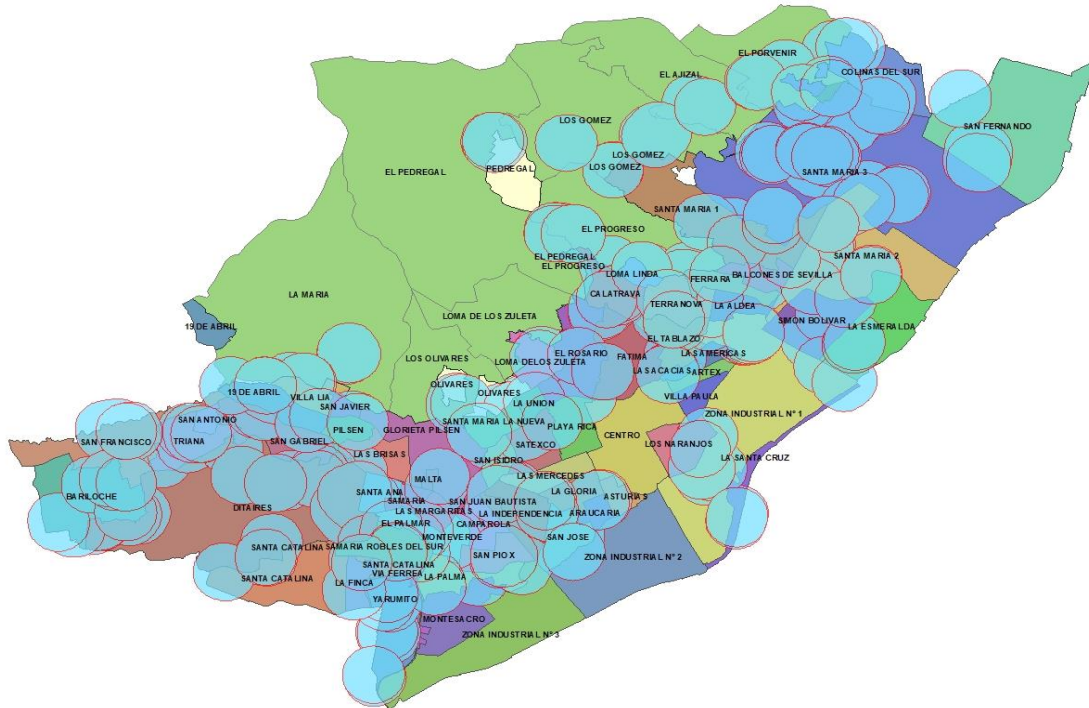 EL PORVENIR
COLINAS DEL SUR
EL AJIZAL
LOS GOMEZ
SAN FERNANDO
LOS GOMEZ
EL PEDREGAL
PEDREGAL
LOS GOMEZ
SANTA MARIA 3
SANTA MARIA 1
EL PROGRESO
EL PEDREGAL
SANTA MARIA 2
EL PROGRESO
LOMA LINDA
FERRARA
BALCONES DE SEVILLA
LA MARIA
CALATRAVA
TERRANOVA
LA ALDEA
LOMA DE LOS ZULETA
SIMON BOLIVAR
19 DE ABRIL
LA ESMERALDA
EL TABLAZO
LOS OLIVARES
LOMA DE LOS ZULETA
EL ROSARIO
FATIMA
LAS AMERICAS
LAS ACACIAS
ARTEX
OLIVARES
OLIVARES
19 DE ABRIL
VILLA LIA
VILLA PAULA
SAN JAVIER
LA UNION
ZONA INDUSTRIAL N° 1
SAN ANTONIO
SANTA MARIA LA NUEVA
PLAYA RICA
PILSEN
GLORIETA PILSEN
CENTRO
SAN FRANCISCO
TRIANA
SAN GABRIEL
SATEXCO
LOS NARANJOS
LAS BRISAS
SAN ISIDRO
LA SANTA CRUZ
LAS MERCEDES
MALTA
BARILOCHE
SANTA ANA
LA GLORIA
ASTURIAS
SAMARIA
SAN JUAN BAUTISTA
DITAIRES
LAS MARGARITAS
LA INDEPENDENCIA
ARAUCARIA
EL PALMAR
CAMPAROLA
MONTEVERDE
SAN JOSE
SANTA CATALINA
SAMARIA ROBLES DEL SUR
SAN PIO X
ZONA INDUSTRIAL N° 2
SANTA CATALINA
VIA FERREA
LA PALMA
SANTA CATALINA
LA FINCA
YARUMITO
MONTESACRO
ZONA INDUSTRIAL N° 3